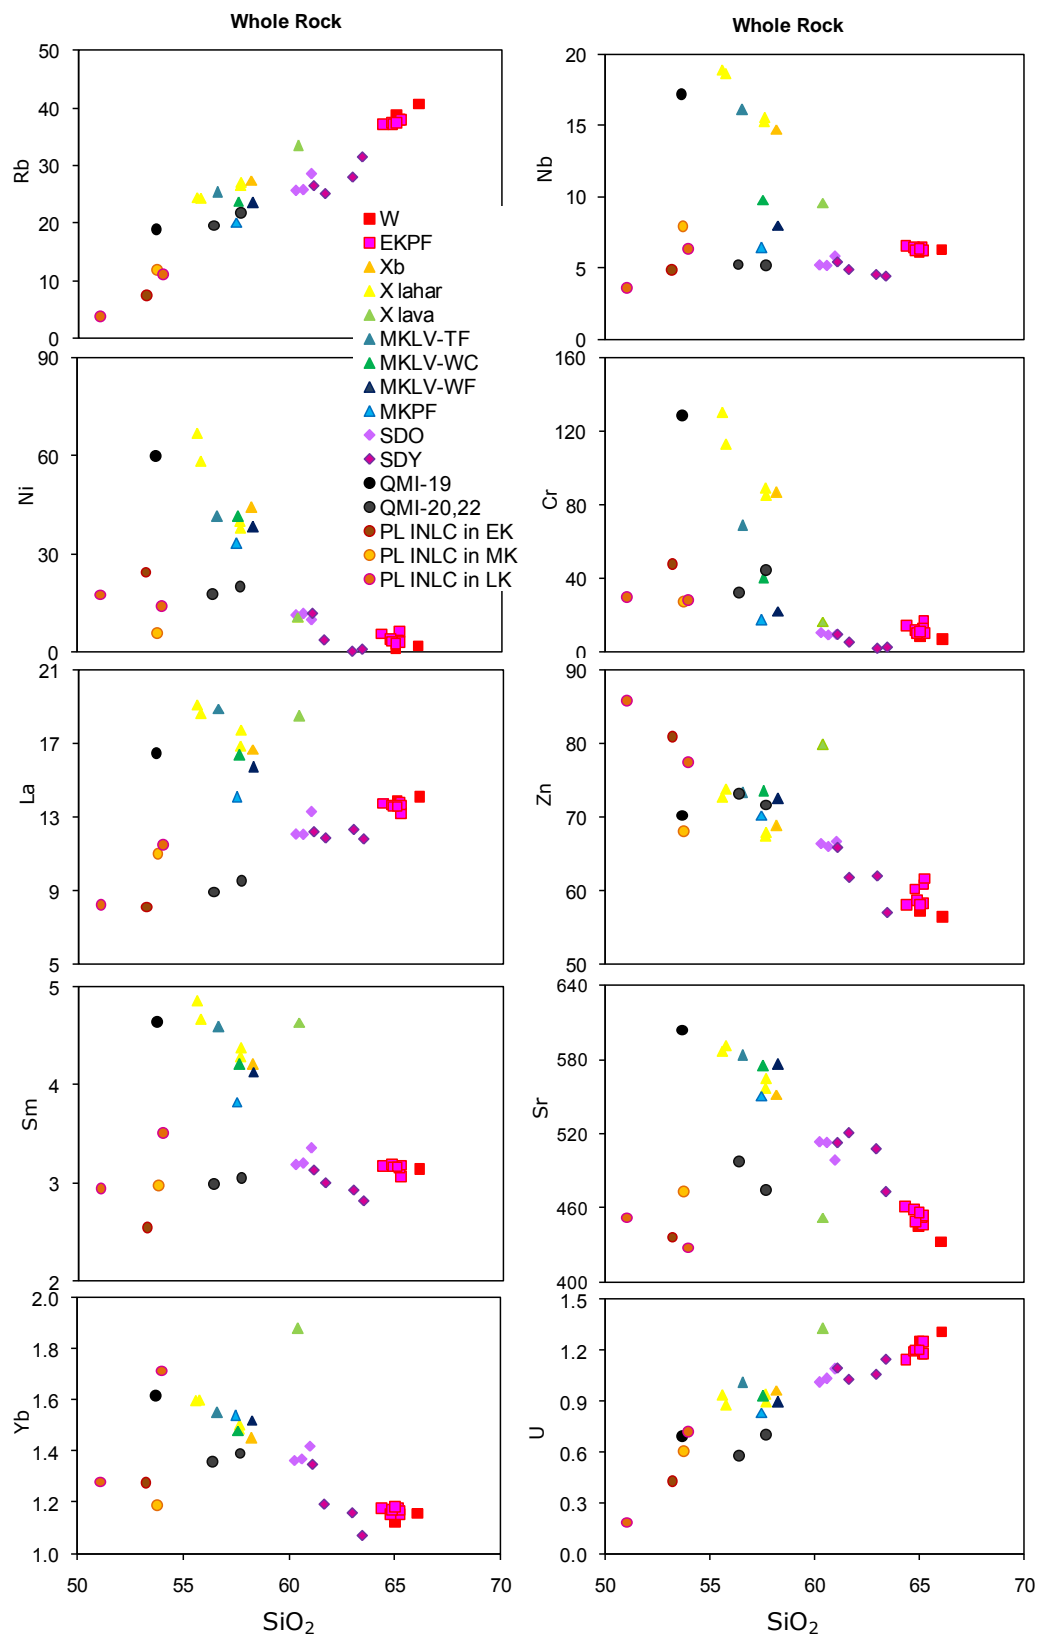 Whole Rock
Whole Rock
50
40
30
20
10
0
Rb
20
15
10
5
0
Nb
W
EKPF
Xb
X lahar
X lava
MKLV-TF
MKLV-WC
MKLV-WF
MKPF
SDO
SDY
QMI-19
QMI-20,22
PL INLC in EK
PL INLC in MK
PL INLC in LK
90
60
30
0
Ni
160
120
80
40
0
Cr
21
17
13
9
5
La
90
80
70
60
50
Zn
5
4
3
2
Sm
640
580
520
460
400
Sr
2.0
1.8
1.6
1.4
1.2
1.0
Yb
1.5
1.2
0.9
0.6
0.3
0.0
U
50 55 60 65 70
50 55 60 65 70
SiO₂
SiO₂